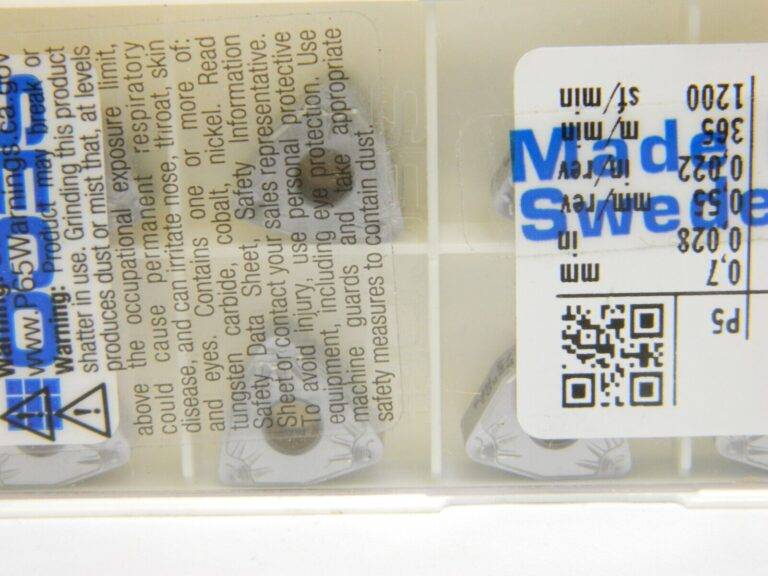 www.P65Warnings.ca.gov
Warning: Product may break or
shatter in use. Grinding this product
produces dust or mist that, at levels
above the occupational exposure limit,
could cause permanent respiratory
disease, and can irritate nose, throat, skin
and eyes. Contains one or more of:
tungsten carbide, cobalt, nickel. Read
Safety Data Sheet, Safety Information
Sheet or contact your sales representative.
To avoid injury, use personal protective
equipment, including eye protection. Use
machine guards and take appropriate
safety measures to contain dust.
Made
Swede
P5
0,7 mm
0.028 in
0,55 mm/rev
0.022 in/rev
365 m/min
1200 sf/min